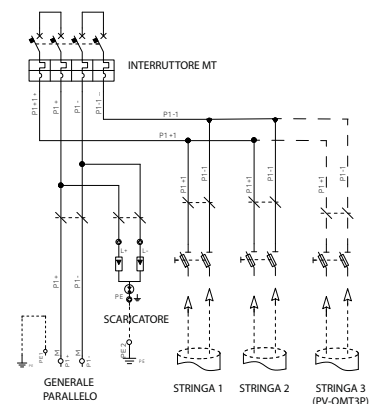 INTERRUTTORE MT
P1+1+
P1+
P1-
P1-1-
P1-1
P1+1
P1+1
P1-1
P1+1
P1-1
P1+1
P1-1
L+
L-
P1+
P1-
PE
SCARICATORE
PE1
PE
M
P1+
M
P1-
PE 2
PE
GENERALE
PARALLELO
STRINGA 1
STRINGA 2
STRINGA 3
(PV-OMT3P)